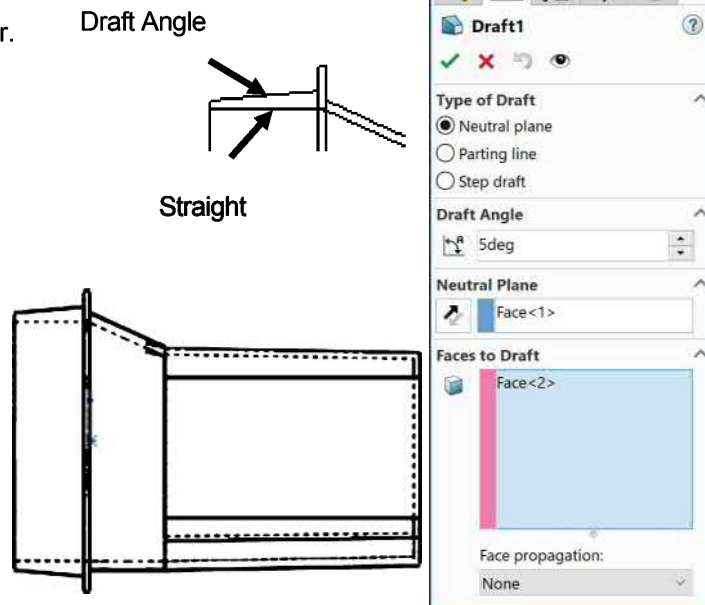 r.
Draft Angle
Straight
Draft1
?
Type of Draft
Neutral plane
Parting line
Step draft
Draft Angle
5deg
Neutral Plane
Face<1>
Faces to Draft
Face<2>
Face propagation:
None